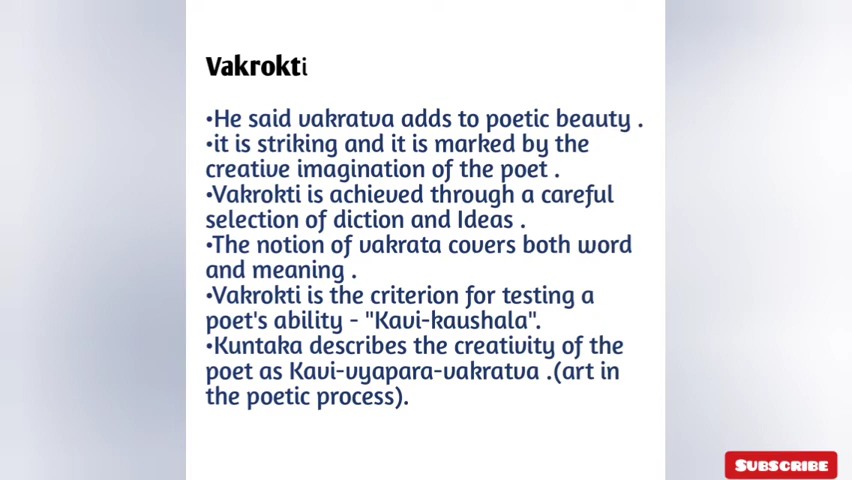 Vakrokti
•He said vakratva adds to poetic beauty .
•it is striking and it is marked by the
creative imagination of the poet .
•Vakrokti is achieved through a careful
selection of diction and Ideas .
•The notion of vakrata covers both word
and meaning .
•Vakrokti is the criterion for testing a
poet's ability - "Kavi-kaushala".
•Kuntaka describes the creativity of the
poet as Kavi-vyapara-vakratva .(art in
the poetic process).
SUBSCRIBE